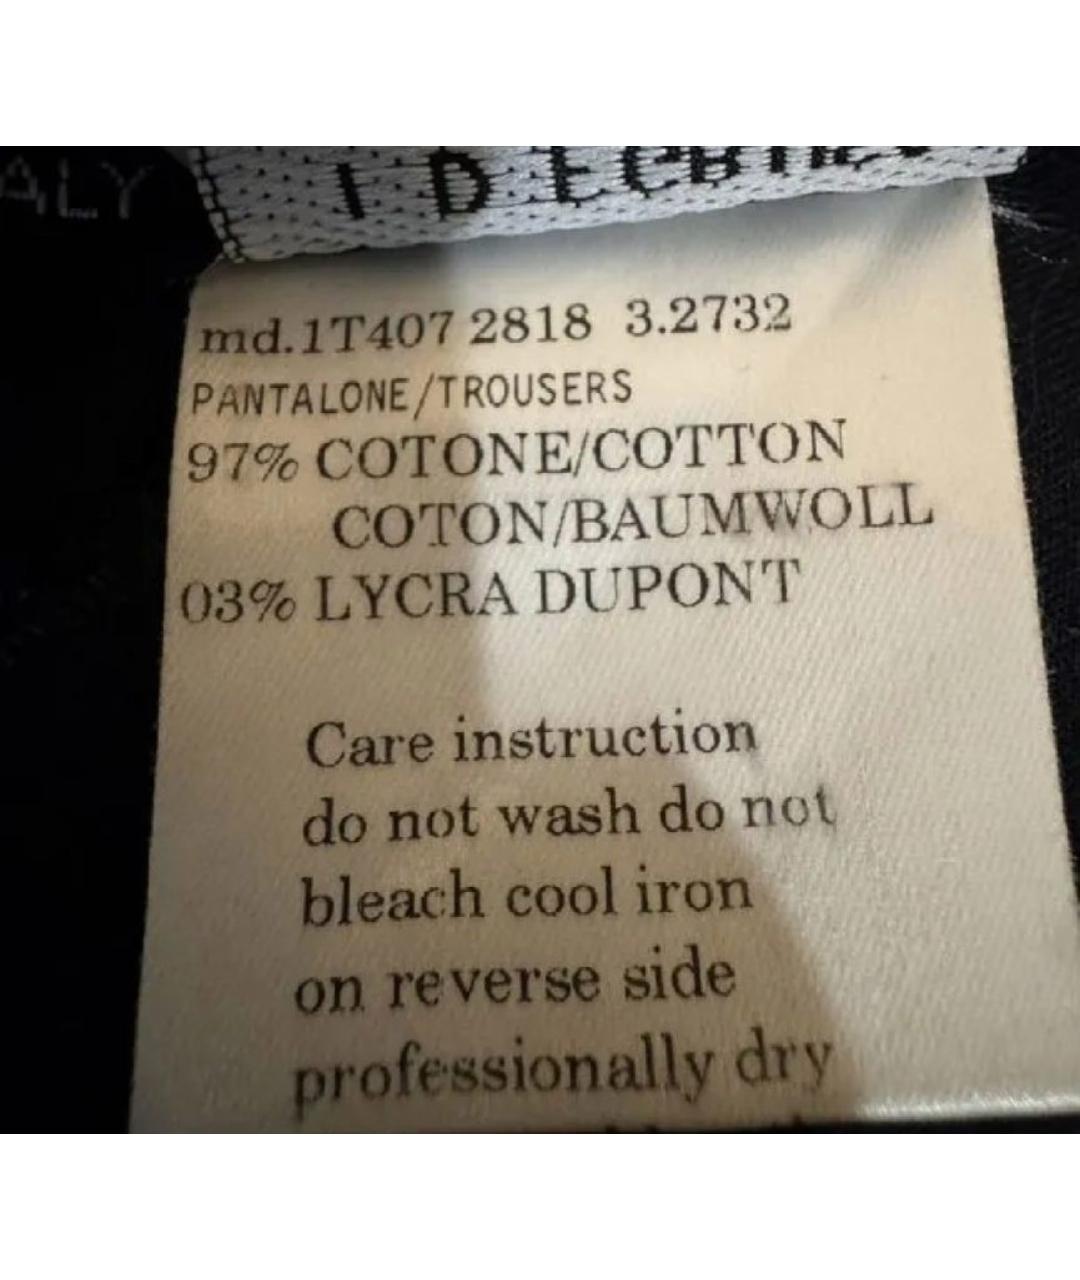 ALY
md.1T407 2818 3.2732
PANTALONE/TROUSERS
97% COTONE/COTTON
COTON/BAUMWOLL
03% LYCRA DUPONT
Care instruction
do not wash do not
bleach cool iron
on reverse side
professionally dry